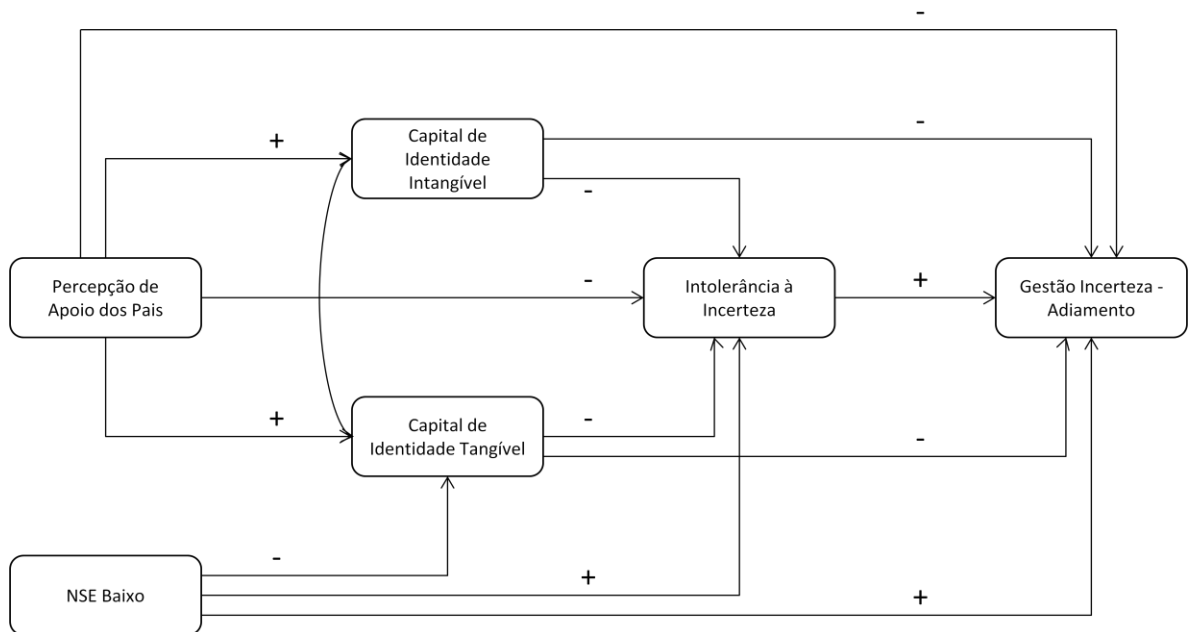 -
+
Capital de
Identidade
Intangível
-
-
Percepção de
Apoio dos Pais
-
Intolerância à
Incerteza
+
Gestão Incerteza -
Adiamento
+
Capital de
Identidade Tangível
-
-
NSE Baixo
-
+
+